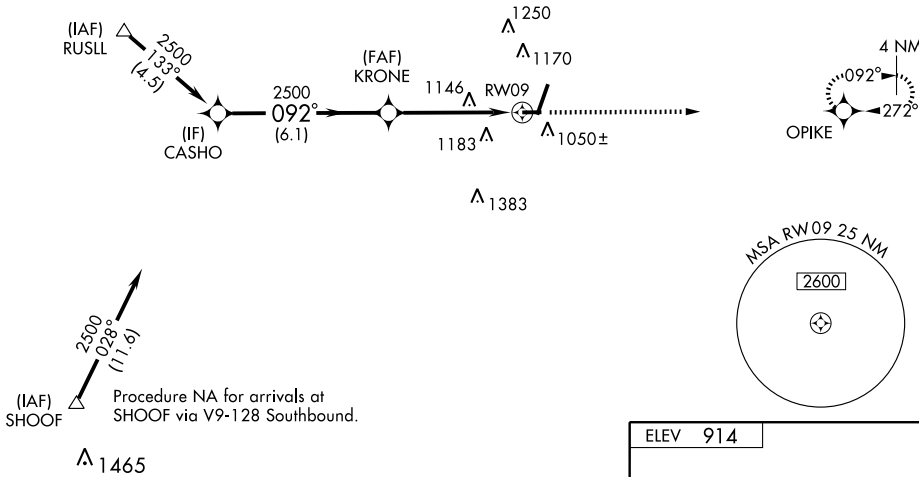 1250
(IAF)
RUSLL
2500
133°
(4.5)
(FAF)
KRONE
1170
4 NM
2500
092°
(6.1)
1146
RW09
092°
272°
(IF)
CASHO
1183
1050±
OPIKE
1383
MSA RW09 25 NM
2600
2500
028°
(11.6)
(IAF)
SHOOF
Procedure NA for arrivals at
SHOOF via V9-128 Southbound.
1465
ELEV 914